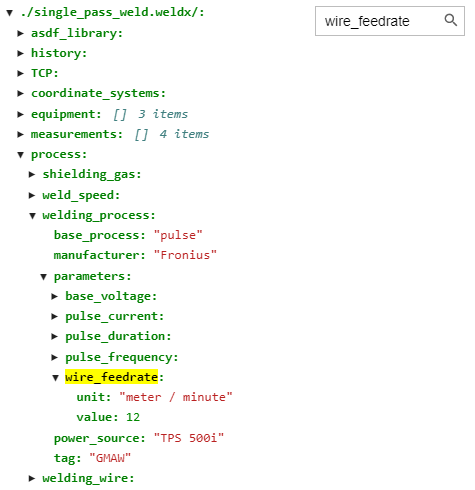 ./single_pass_weld.weldx/:
wire_feedrate
asdf_library:
history:
TCP:
coordinate_systems:
equipment: [] 3 items
measurements: [] 4 items
process:
shielding_gas:
weld_speed:
welding_process:
base_process: "pulse"
manufacturer: "Fronius"
parameters:
base_voltage:
pulse_current:
pulse_duration:
pulse_frequency:
wire_feedrate:
unit: "meter / minute"
value: 12
power_source: "TPS 500i"
tag: "GMAW"
welding_wire: